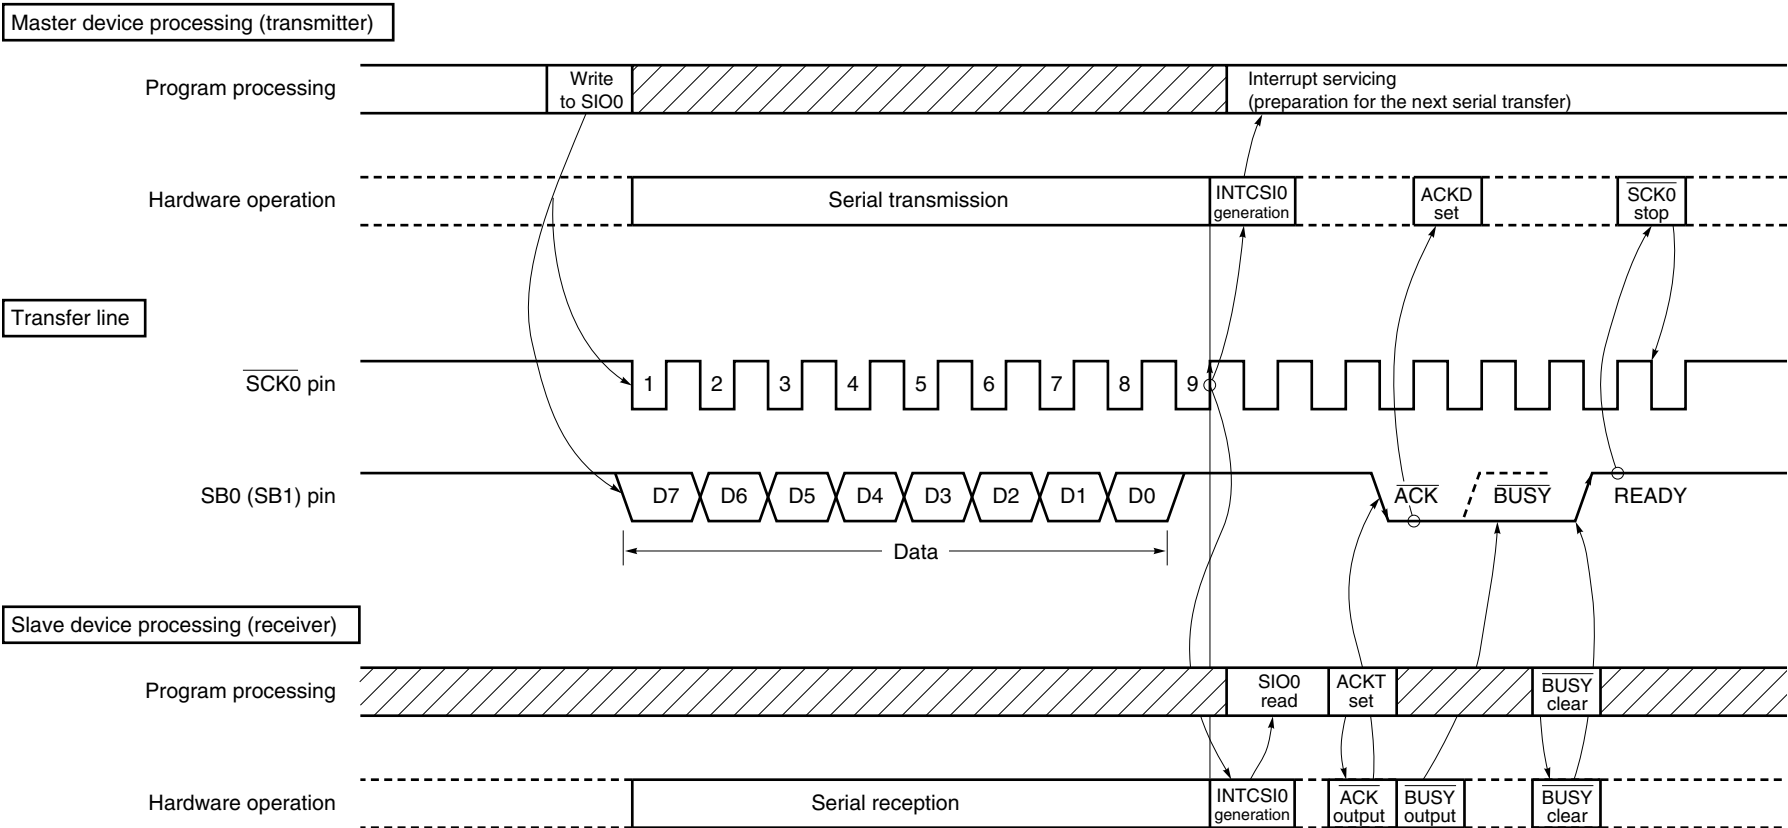 Master device processing (transmitter)
Program processing
Write
to SIO0
Interrupt servicing
(preparation for the next serial transfer)
Hardware operation
Serial transmission
INTCSI0
generation
ACKD
set
SCK0
stop
Transfer line
SCK0 pin
1 2 3 4 5 6 7 8 9
SB0 (SB1) pin
D7 D6 D5 D4 D3 D2 D1 D0
ACK
BUSY
READY
Data
Slave device processing (receiver)
Program processing
SIO0
read
ACKT
set
BUSY
clear
Hardware operation
Serial reception
INTCSI0
generation
ACK
output
BUSY
output
BUSY
clear